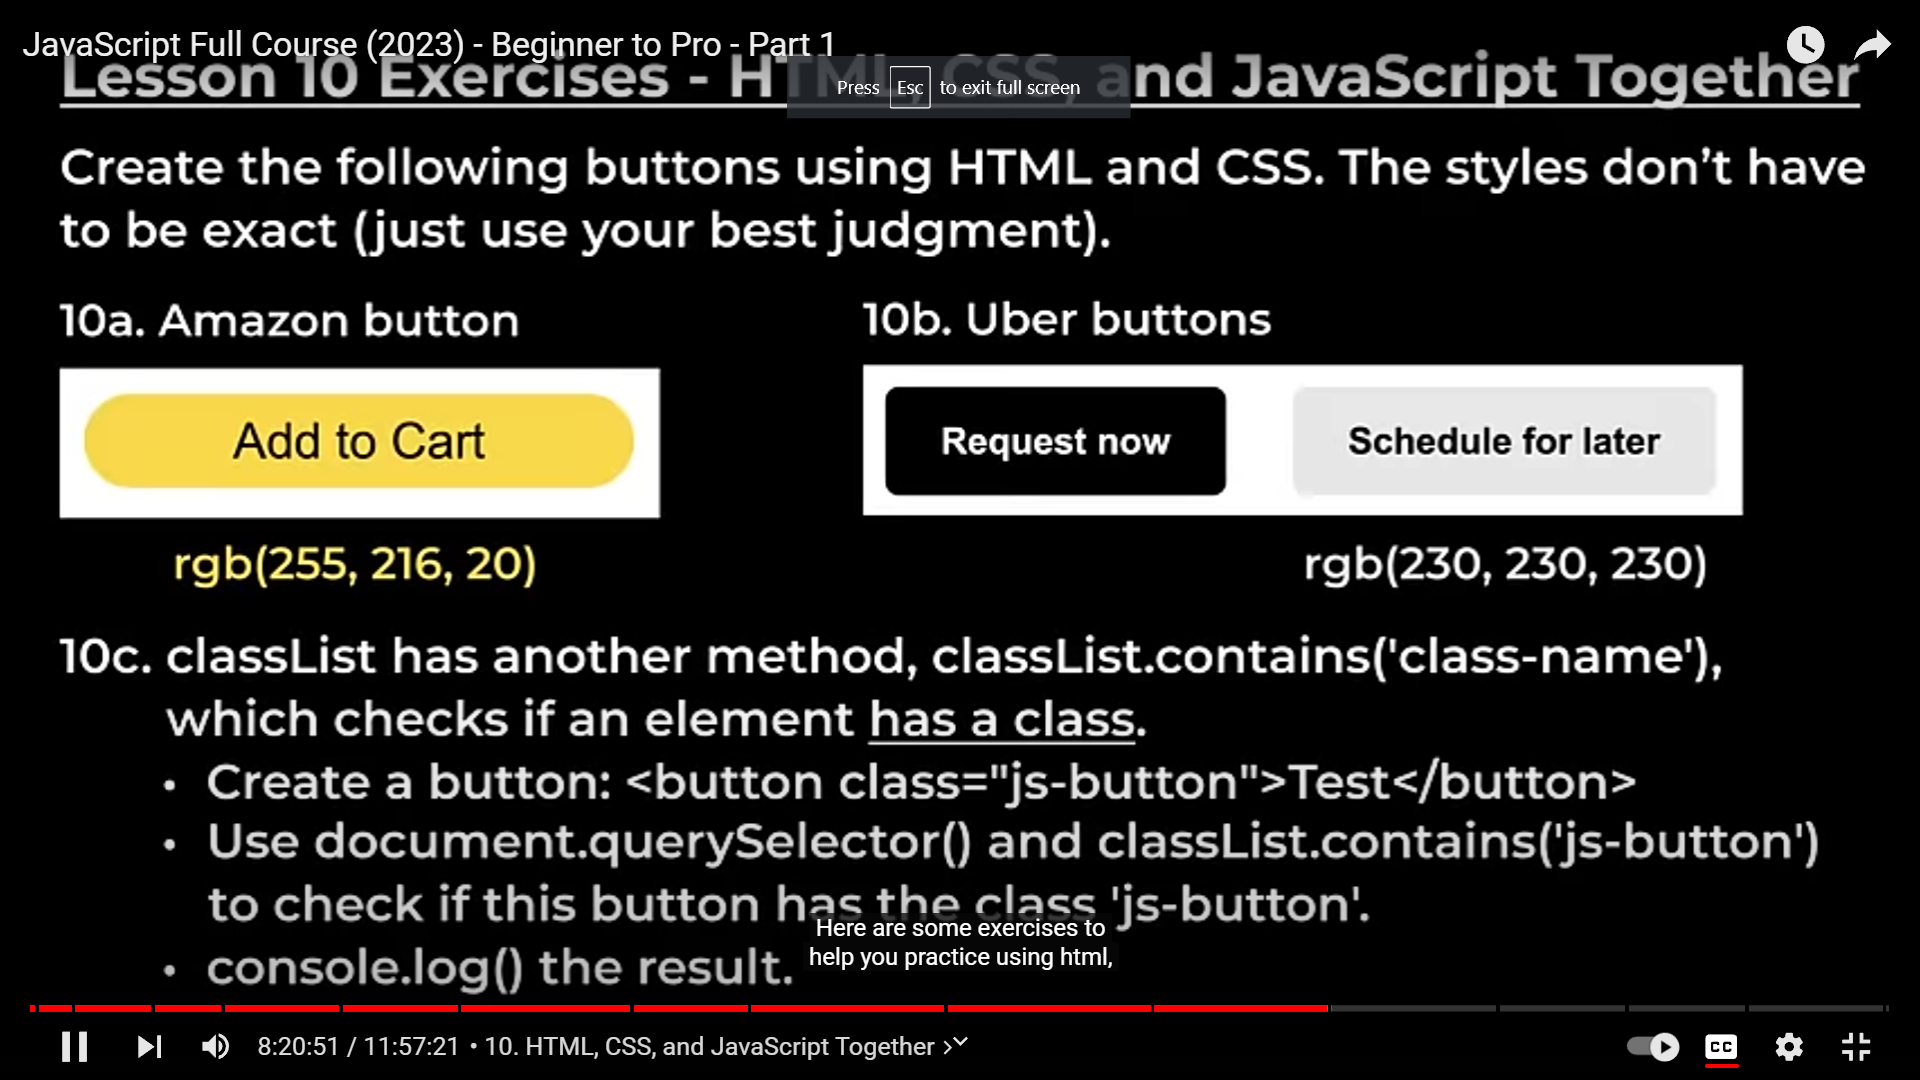 JavaScript Full Course (2023) - Beginner to Pro - Part 1
Lesson 10 Exercises - HTML, CSS, and JavaScript Together
Press Esc to exit full screen
Create the following buttons using HTML and CSS. The styles don’t have
to be exact (just use your best judgment).
10a. Amazon button
10b. Uber buttons
Add to Cart
Request now
Schedule for later
rgb(255, 216, 20)
rgb(230, 230, 230)
10c. classList has another method, classList.contains('class-name'),
which checks if an element has a class.
• Create a button: <button class="js-button">Test</button>
• Use document.querySelector() and classList.contains('js-button')
to check if this button has the class 'js-button'.
• console.log() the result.
Here are some exercises to
help you practice using html,
8:20:51 / 11:57:21 • 10. HTML, CSS, and JavaScript Together
CC